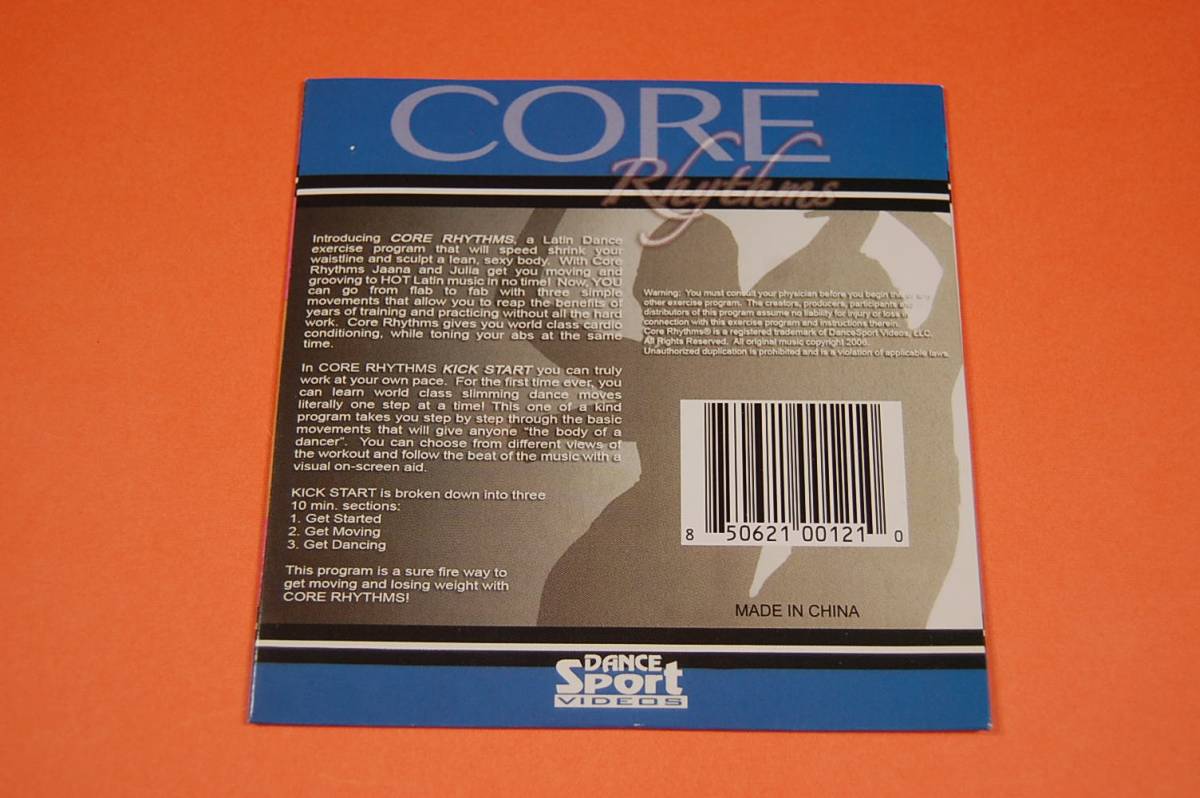 CORE
Rhythms
Introducing CORE RHYTHMS, a Latin Dance
exercise program that will speed shrink your
waistline and sculpt a lean, sexy body. With Core
Rhythms Jaana and Julia get you moving and
grooving to HOT Latin music in no time! Now, YOU
can go from flab to fab with three simple
movements that allow you to reap the benefits of
years of training and practicing without all the hard
work. Core Rhythms gives you world class cardio
conditioning, while toning your abs at the same
time.
In CORE RHYTHMS KICK START you can truly
work at your own pace. For the first time ever, you
can learn world class slimming dance moves
literally one step at a time! This one of a kind
program takes you step by step through the basic
movements that will give anyone "the body of a
dancer". You can choose from different views of
the workout and follow the beat of the music with a
visual on-screen aid.
KICK START is broken down into three
10 min. sections:
1. Get Started
2. Get Moving
3. Get Dancing
This program is a sure fire way to
get moving and losing weight with
CORE RHYTHMS!
Warning: You must consult your physician before you begin this or any
other exercise program. The creators, producers, participants and
distributors of this program assume no liability for injury or loss in
connection with this exercise program and instructions therein.
Core Rhythms® is a registered trademark of DanceSport Videos, LLC.
All Rights Reserved. All original music copyright 2006.
Unauthorized duplication is prohibited and is a violation of applicable laws.
8 50621 00121 0
MADE IN CHINA
DANCE
Sport
VIDEOS